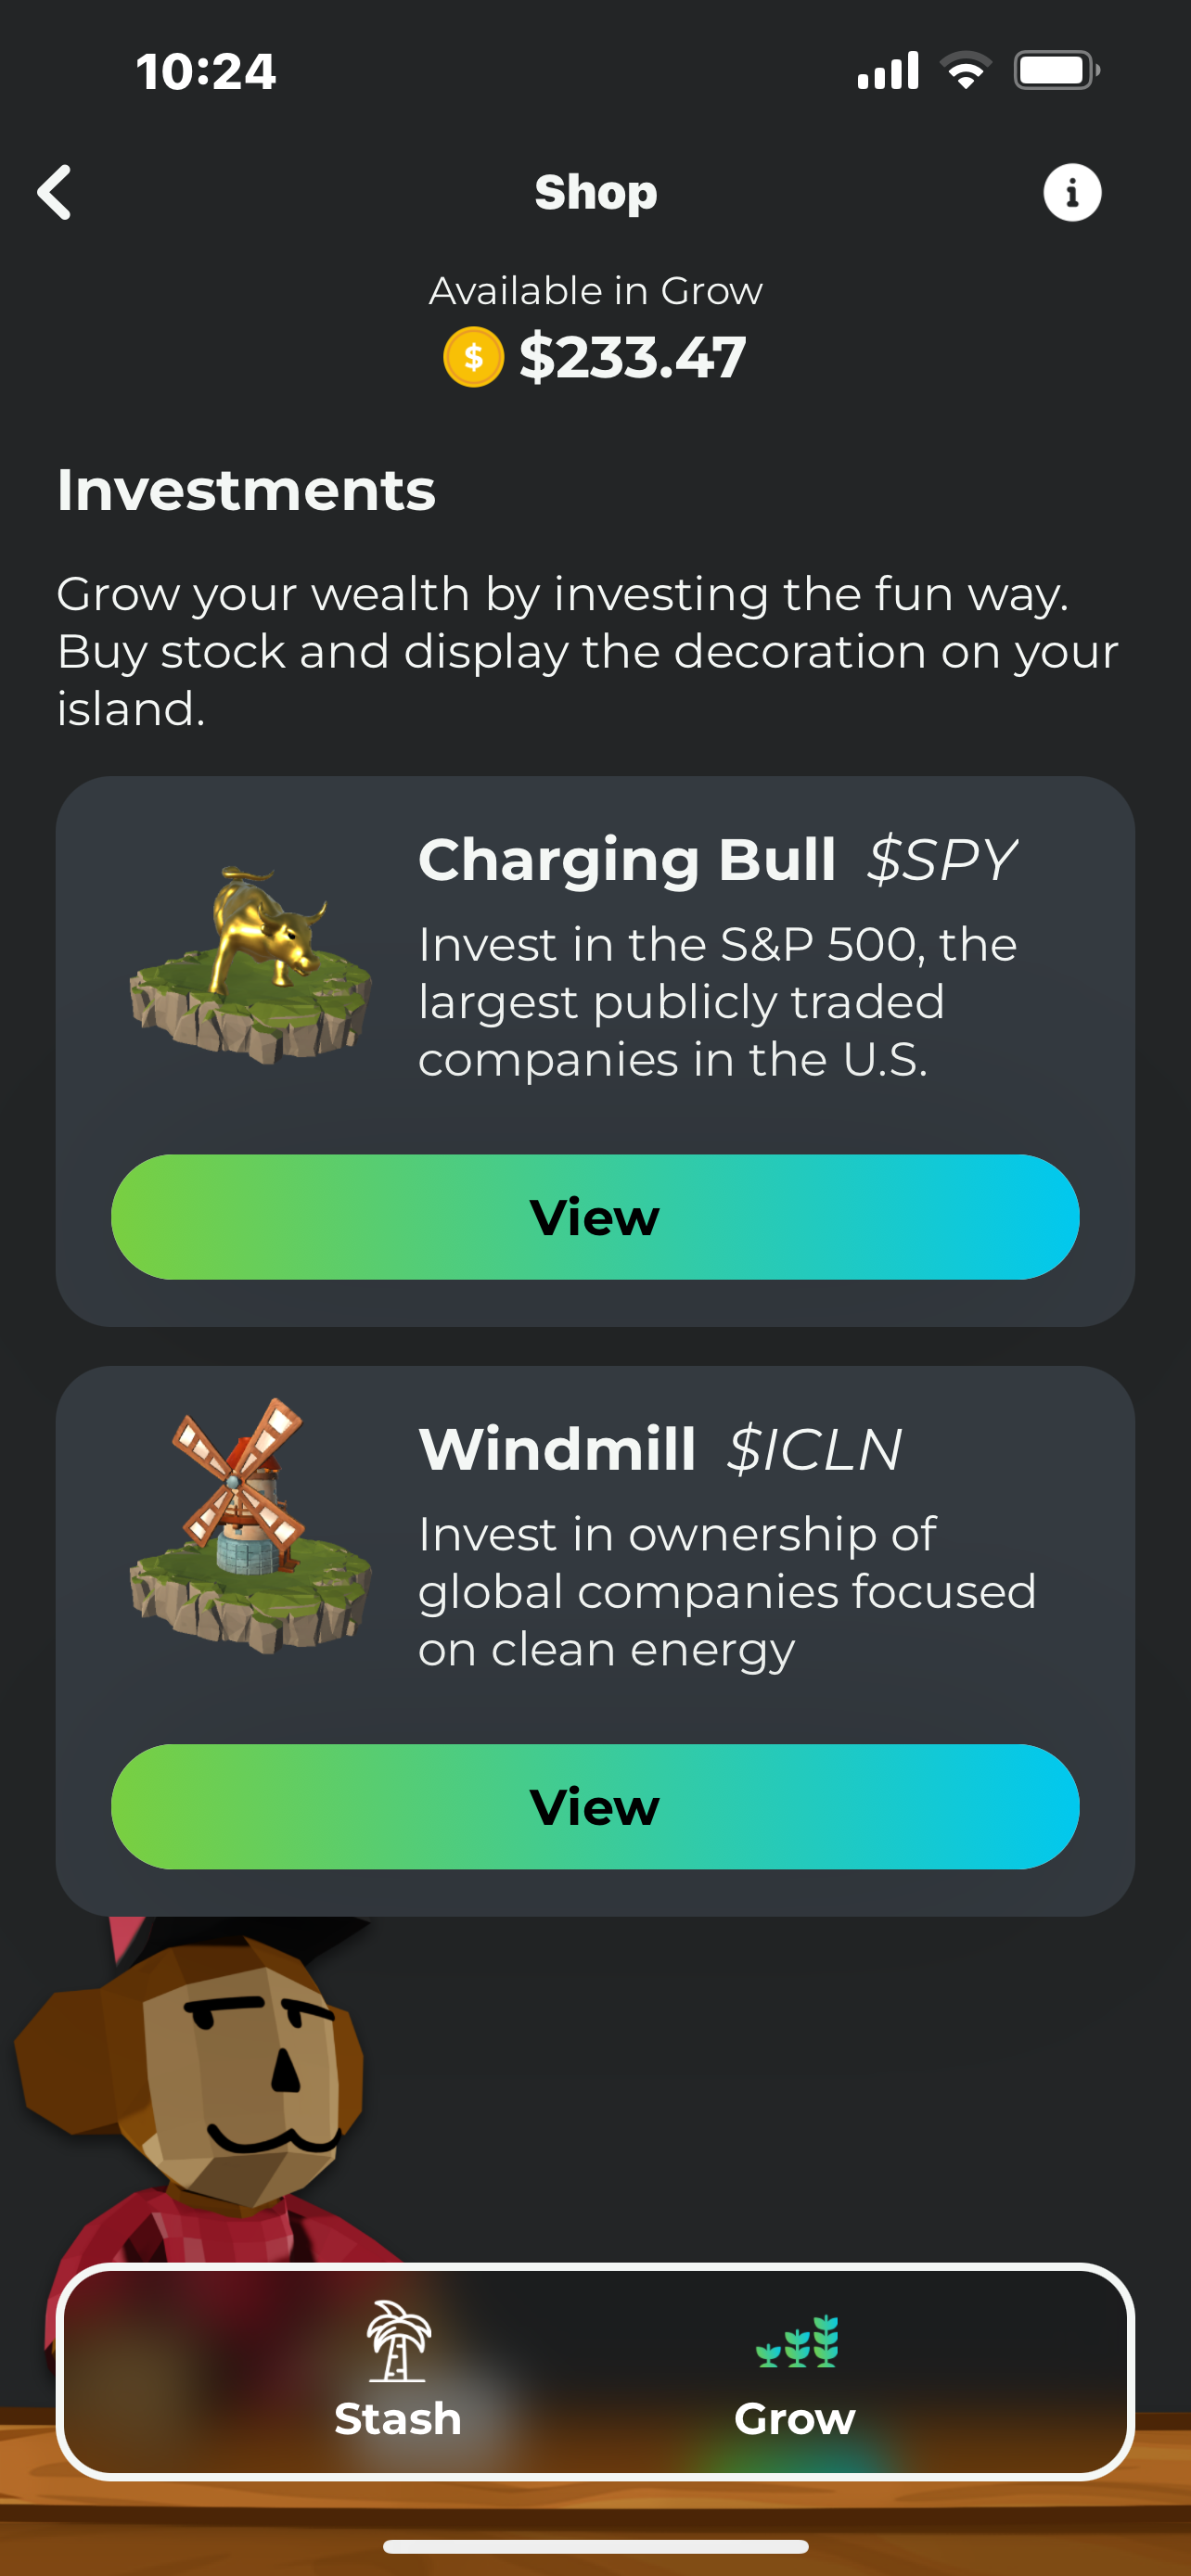 10:24
Shop
Available in Grow
$ $233.47
Investments
Grow your wealth by investing the fun way.
Buy stock and display the decoration on your
island.
Charging Bull $SPY
Invest in the S&P 500, the
largest publicly traded
companies in the U.S.
View
Windmill $ICLN
Invest in ownership of
global companies focused
on clean energy
View
Stash
Grow